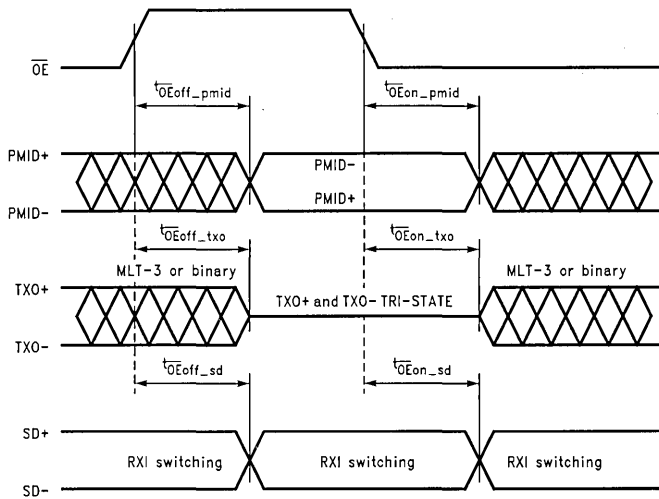 OE
tOEoff_pmid
tOEon_pmid
PMID+
PMID-
PMID-
PMID+
tOEoff_txo
tOEon_txo
MLT-3 or binary
MLT-3 or binary
TXO+
TXO+ and TXO- TRI-STATE
TXO-
tOEoff_sd
tOEon_sd
SD+
RXI switching
RXI switching
RXI switching
SD-